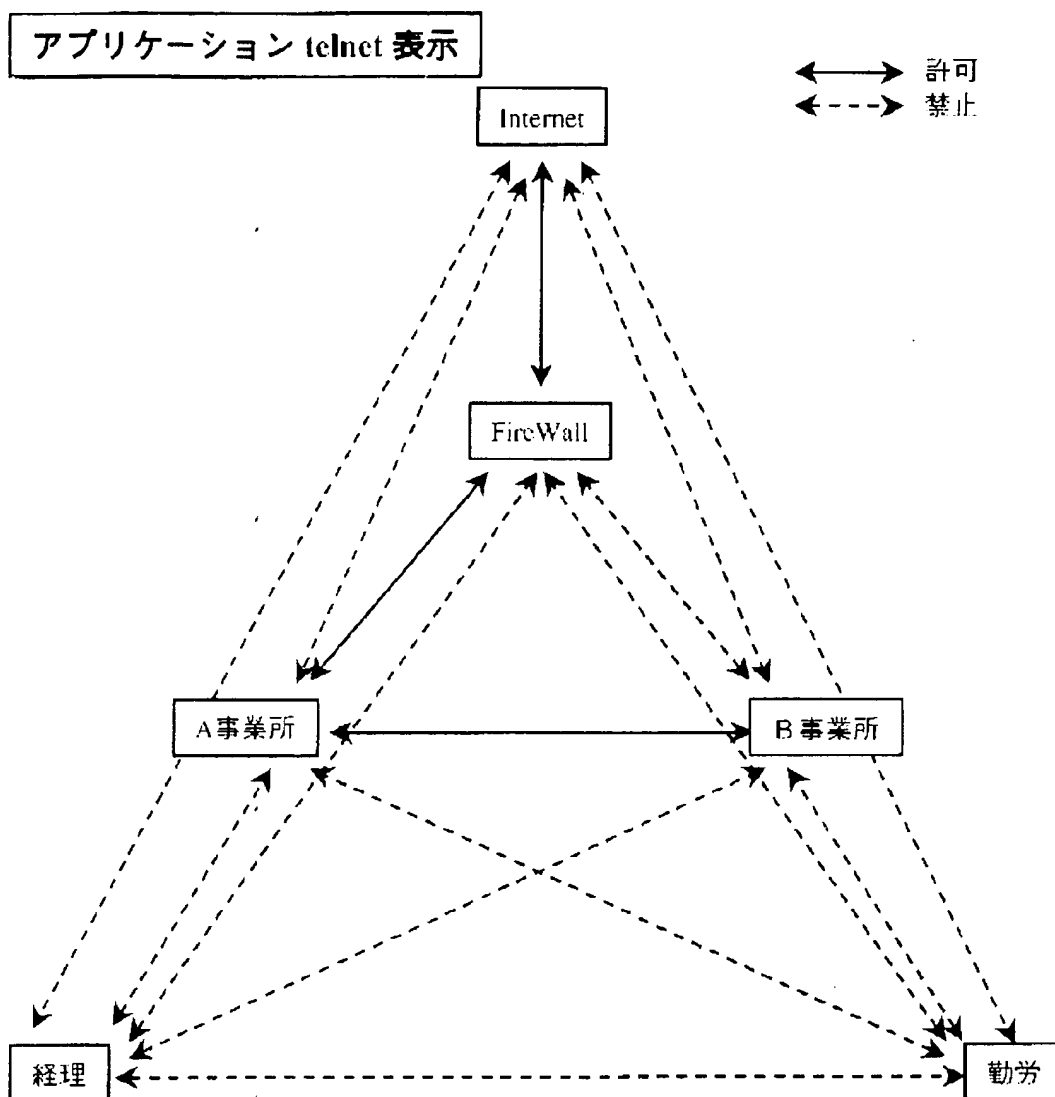 アプリケーション telnet 表示
許可
禁止
Internet
FireWall
A事業所
B事業所
経理
勤労